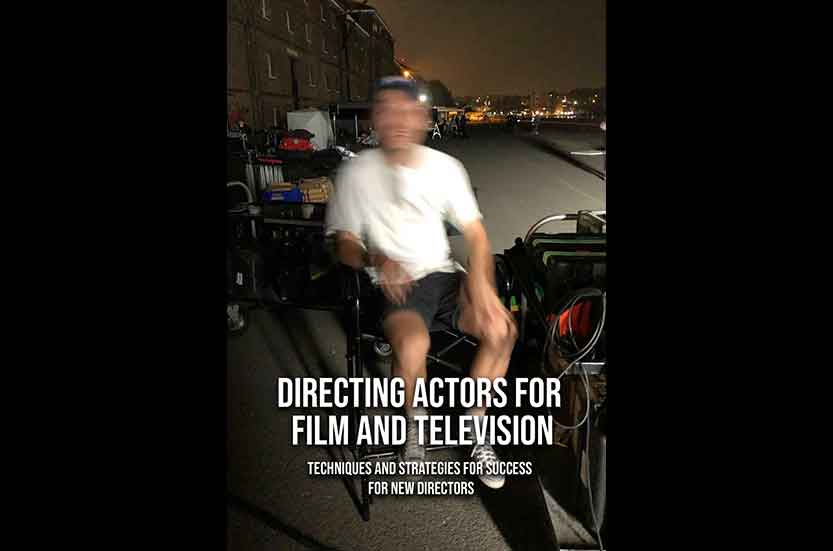 DIRECTING ACTORS FOR
FILM AND TELEVISION
TECHNIQUES AND STRATEGIES FOR SUCCESS
FOR NEW DIRECTORS